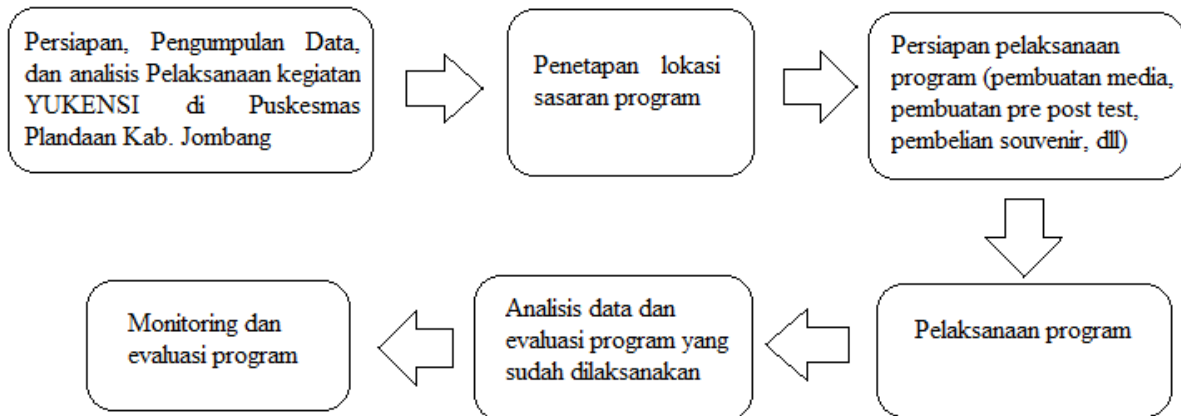 Persiapan, Pengumpulan Data,
dan analisis Pelaksanaan kegiatan
YUKENSI di Puskesmas
Plandaan Kab. Jombang
Penetapan lokasi
sasaran program
Persiapan pelaksanaan
program (pembuatan media,
pembuatan pre post test,
pembelian souvenir, dll)
Pelaksanaan program
Analisis data dan
evaluasi program yang
sudah dilaksanakan
Monitoring dan
evaluasi program